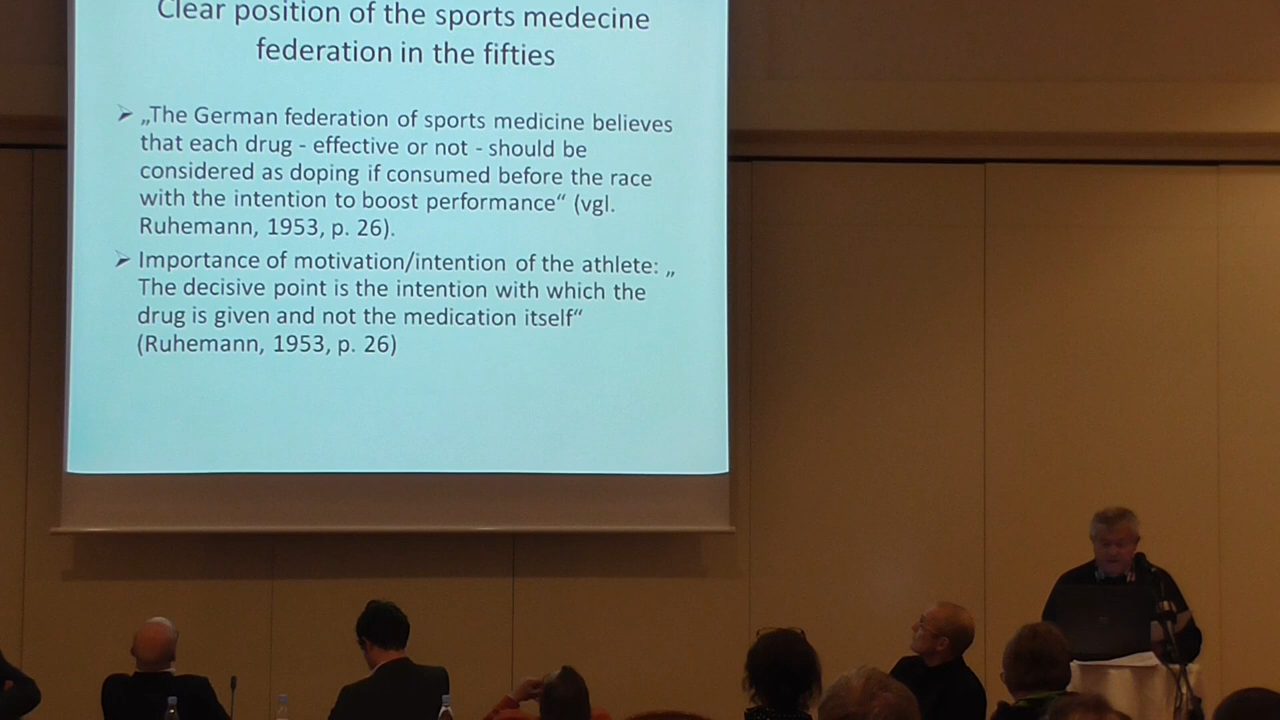 Clear position of the sports medecine
federation in the fifties
➢ „The German federation of sports medicine believes
that each drug - effective or not - should be
considered as doping if consumed before the race
with the intention to boost performance“ (vgl.
Ruhemann, 1953, p. 26).
➢ Importance of motivation/intention of the athlete: „
The decisive point is the intention with which the
drug is given and not the medication itself“
(Ruhemann, 1953, p. 26)